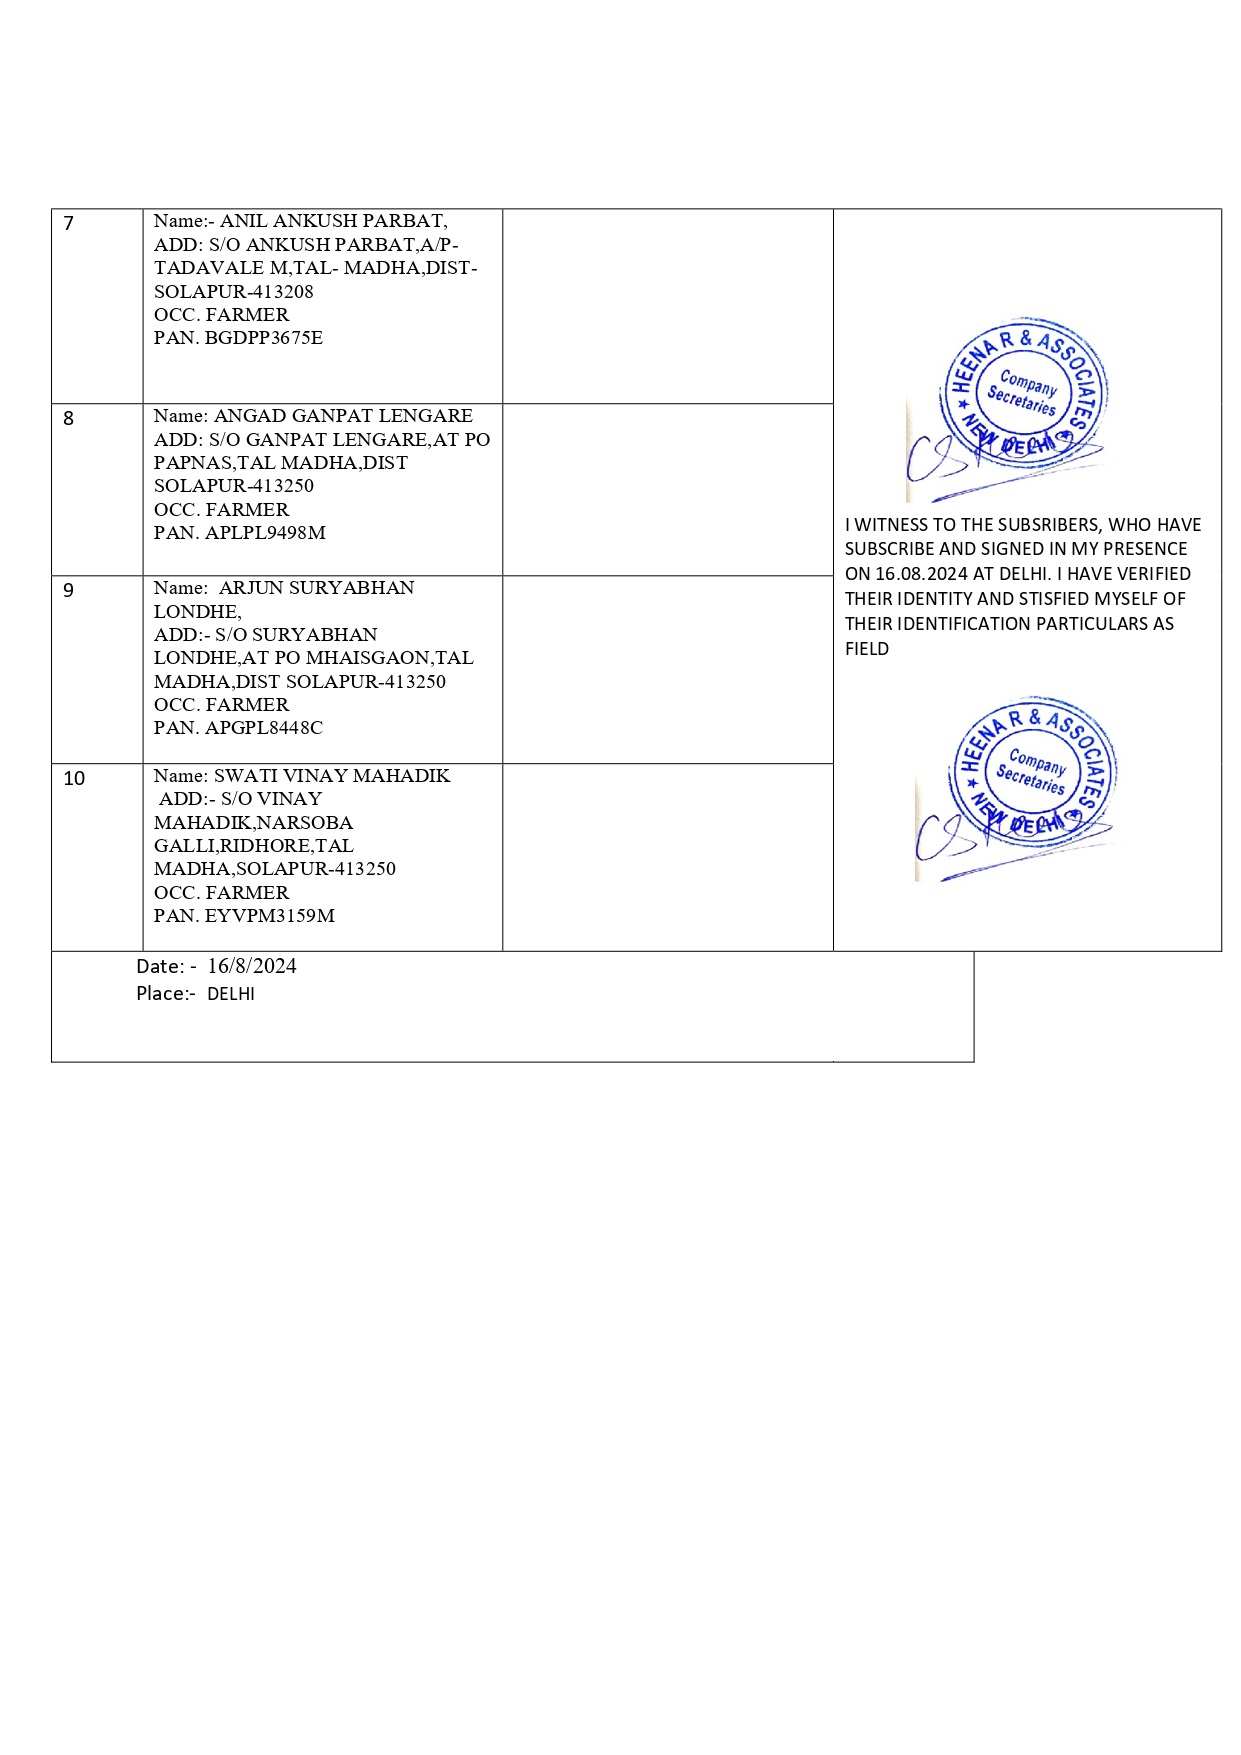 7
Name:- ANIL ANKUSH PARBAT,
ADD: S/O ANKUSH PARBAT,A/P-
TADAVALE M,TAL- MADHA,DIST-
SOLAPUR-413208
OCC. FARMER
PAN. BGDPP3675E
8
Name: ANGAD GANPAT LENGARE
ADD: S/O GANPAT LENGARE,AT PO
PAPNAS,TAL MADHA,DIST
SOLAPUR-413250
OCC. FARMER
PAN. APLPL9498M
9
Name:  ARJUN SURYABHAN
LONDHE,
ADD:- S/O SURYABHAN
LONDHE,AT PO MHAISGAON,TAL
MADHA,DIST SOLAPUR-413250
OCC. FARMER
PAN. APGPL8448C
10
Name: SWATI VINAY MAHADIK
ADD:- S/O VINAY
MAHADIK,NARSOBA
GALLI,RIDHORE,TAL
MADHA,SOLAPUR-413250
OCC. FARMER
PAN. EYVPM3159M
HEENA R & ASSOCIATES
Company
Secretaries
NEW DELHI
CS
I WITNESS TO THE SUBSRIBERS, WHO HAVE
SUBSCRIBE AND SIGNED IN MY PRESENCE
ON 16.08.2024 AT DELHI. I HAVE VERIFIED
THEIR IDENTITY AND STISFIED MYSELF OF
THEIR IDENTIFICATION PARTICULARS AS
FIELD
HEENA R & ASSOCIATES
Company
Secretaries
NEW DELHI
CS
Date: - 16/8/2024
Place:- DELHI